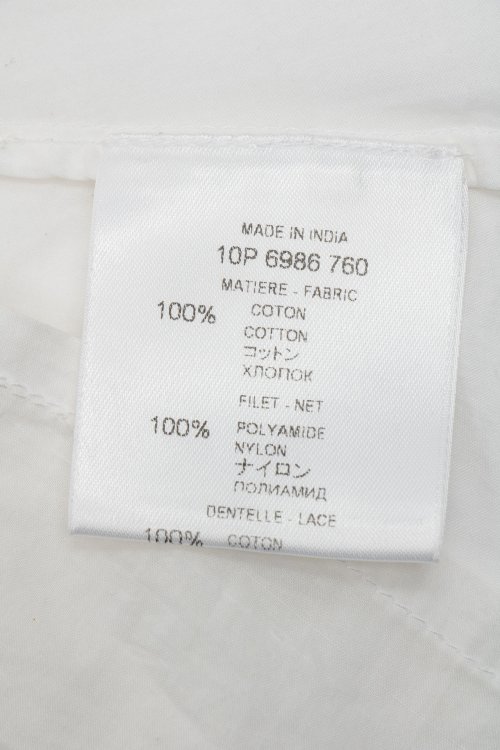 MADE IN INDIA
10P 6986 760
MATIERE - FABRIC
100% COTON
COTTON
コットン
ХЛОПОК
FILET - NET
100% POLYAMIDE
NYLON
ナイロン
ПОЛИАМИД
DENTELLE - LACE
100% COTON